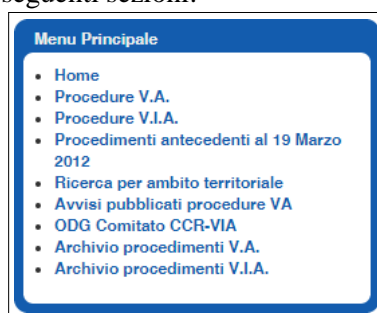 seguenti sezioni:
Menu Principale
Home
Procedure V.A.
Procedure V.I.A.
Procedimenti antecedenti al 19 Marzo
2012
Ricerca per ambito territoriale
Avvisi pubblicati procedure VA
ODG Comitato CCR-VIA
Archivio procedimenti V.A.
Archivio procedimenti V.I.A.